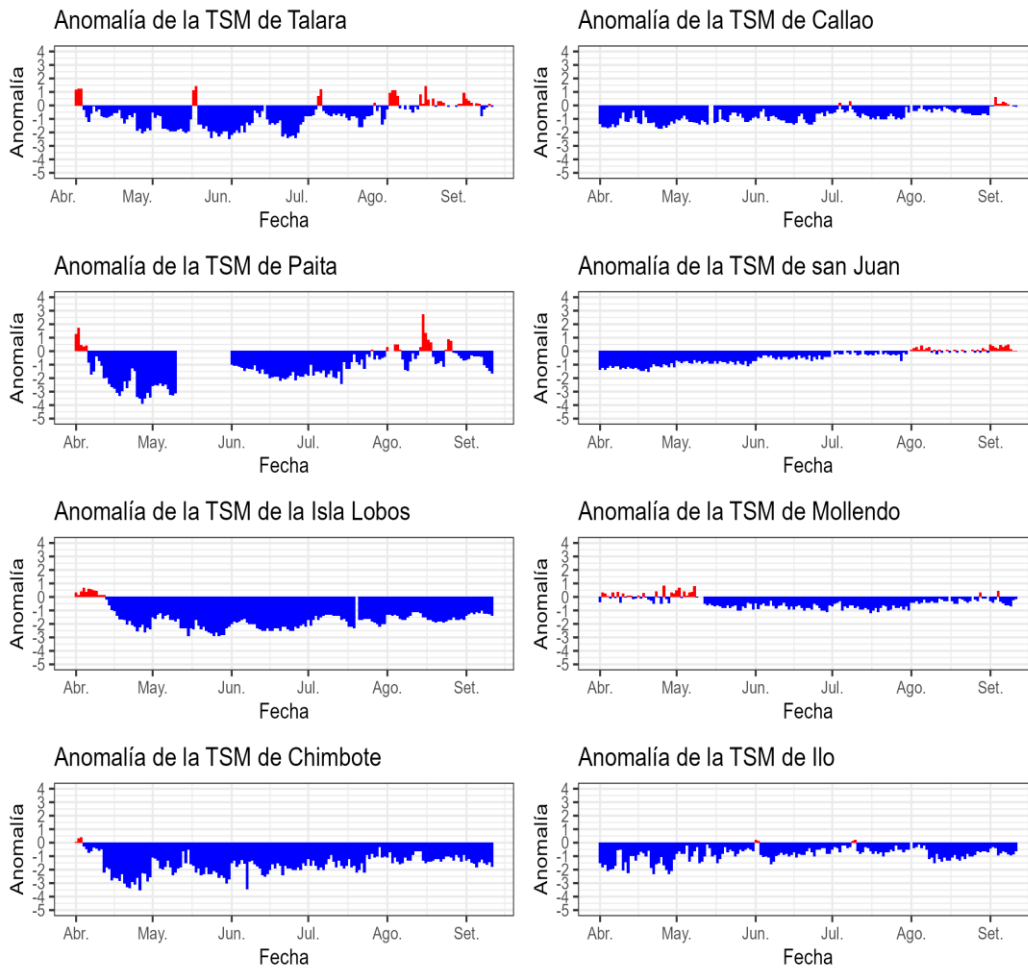 Anomalía de la TSM de Talara
4
3
2
1
0
-1
-2
-3
-4
-5
Anomalía
Abr. May. Jun. Jul. Ago. Set.
Fecha
Anomalía de la TSM de Callao
4
3
2
1
0
-1
-2
-3
-4
-5
Anomalía
Abr. May. Jun. Jul. Ago. Set.
Fecha
Anomalía de la TSM de Paita
4
3
2
1
0
-1
-2
-3
-4
-5
Anomalía
Abr. May. Jun. Jul. Ago. Set.
Fecha
Anomalía de la TSM de san Juan
4
3
2
1
0
-1
-2
-3
-4
-5
Anomalía
Abr. May. Jun. Jul. Ago. Set.
Fecha
Anomalía de la TSM de la Isla Lobos
4
3
2
1
0
-1
-2
-3
-4
-5
Anomalía
Abr. May. Jun. Jul. Ago. Set.
Fecha
Anomalía de la TSM de Mollendo
4
3
2
1
0
-1
-2
-3
-4
-5
Anomalía
Abr. May. Jun. Jul. Ago. Set.
Fecha
Anomalía de la TSM de Chimbote
4
3
2
1
0
-1
-2
-3
-4
-5
Anomalía
Abr. May. Jun. Jul. Ago. Set.
Fecha
Anomalía de la TSM de Ilo
4
3
2
1
0
-1
-2
-3
-4
-5
Anomalía
Abr. May. Jun. Jul. Ago. Set.
Fecha